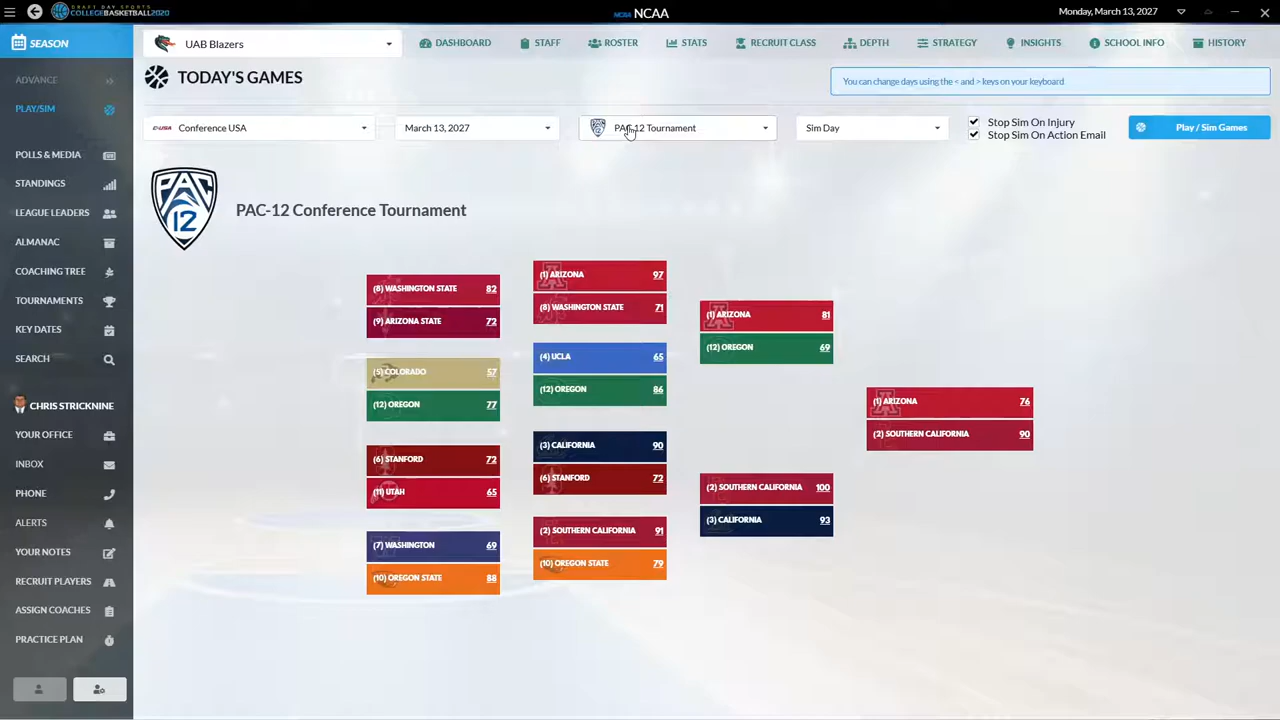 DRAFT DAY SPORTS
COLLEGEBASKETBALL2020
NCAA NCAA
Monday, March 13, 2027
SEASON
UAB Blazers
DASHBOARD
STAFF
ROSTER
STATS
RECRUIT CLASS
DEPTH
STRATEGY
INSIGHTS
SCHOOL INFO
HISTORY
TODAY'S GAMES
You can change days using the < and > keys on your keyboard
ADVANCE
PLAY/SIM
C-USA Conference USA
March 13, 2027
PAC-12 Tournament
Sim Day
Stop Sim On Injury
Stop Sim On Action Email
Play / Sim Games
POLLS & MEDIA
STANDINGS
LEAGUE LEADERS
ALMANAC
COACHING TREE
TOURNAMENTS
KEY DATES
SEARCH
CHRIS STRICKNINE
YOUR OFFICE
INBOX
PHONE
ALERTS
YOUR NOTES
RECRUIT PLAYERS
ASSIGN COACHES
PRACTICE PLAN
PAC
12
PAC-12 Conference Tournament
(8) WASHINGTON STATE 82
(9) ARIZONA STATE 72
(5) COLORADO 57
(12) OREGON 77
(6) STANFORD 72
(11) UTAH 65
(7) WASHINGTON 69
(10) OREGON STATE 88
(1) ARIZONA 97
(8) WASHINGTON STATE 71
(4) UCLA 65
(12) OREGON 86
(3) CALIFORNIA 90
(6) STANFORD 72
(2) SOUTHERN CALIFORNIA 91
(10) OREGON STATE 79
(1) ARIZONA 81
(12) OREGON 69
(2) SOUTHERN CALIFORNIA 100
(3) CALIFORNIA 93
(1) ARIZONA 76
(2) SOUTHERN CALIFORNIA 90